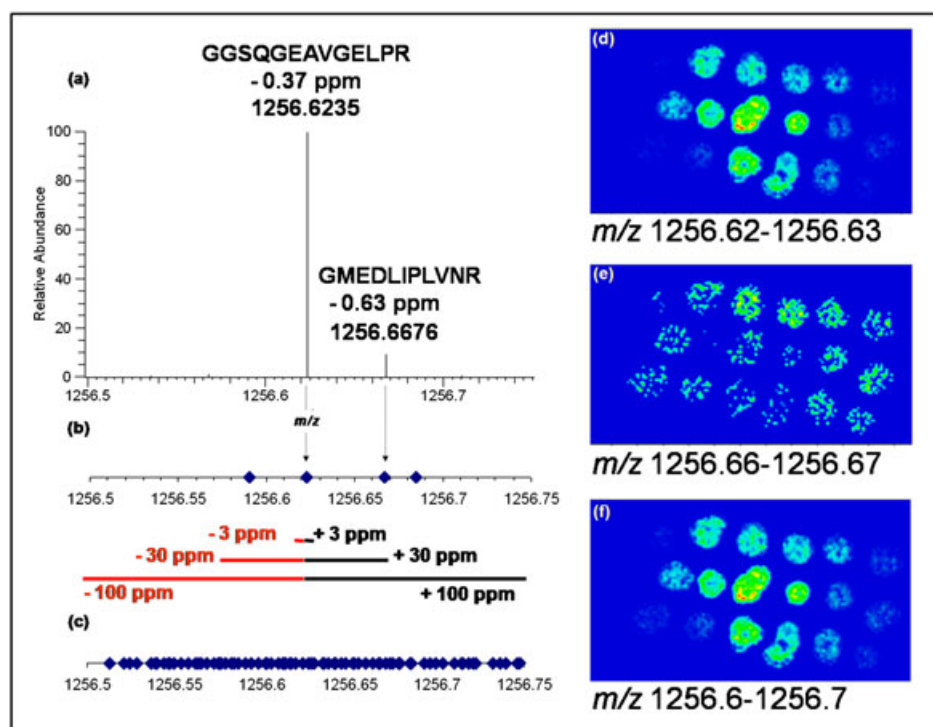 GGSQGEAVGELPR
(a)
- 0.37 ppm
1256.6235
100
80
60
40
20
0
Relative Abundance
GMEDLIPLVNR
- 0.63 ppm
1256.6676
1256.5 1256.6 1256.7
m/z
(b)
1256.5 1256.55 1256.6 1256.65 1256.7 1256.75
- 3 ppm + 3 ppm
- 30 ppm + 30 ppm
- 100 ppm + 100 ppm
(c)
1256.5 1256.55 1256.6 1256.65 1256.7 1256.75
(d)
m/z 1256.62-1256.63
(e)
m/z 1256.66-1256.67
(f)
m/z 1256.6-1256.7